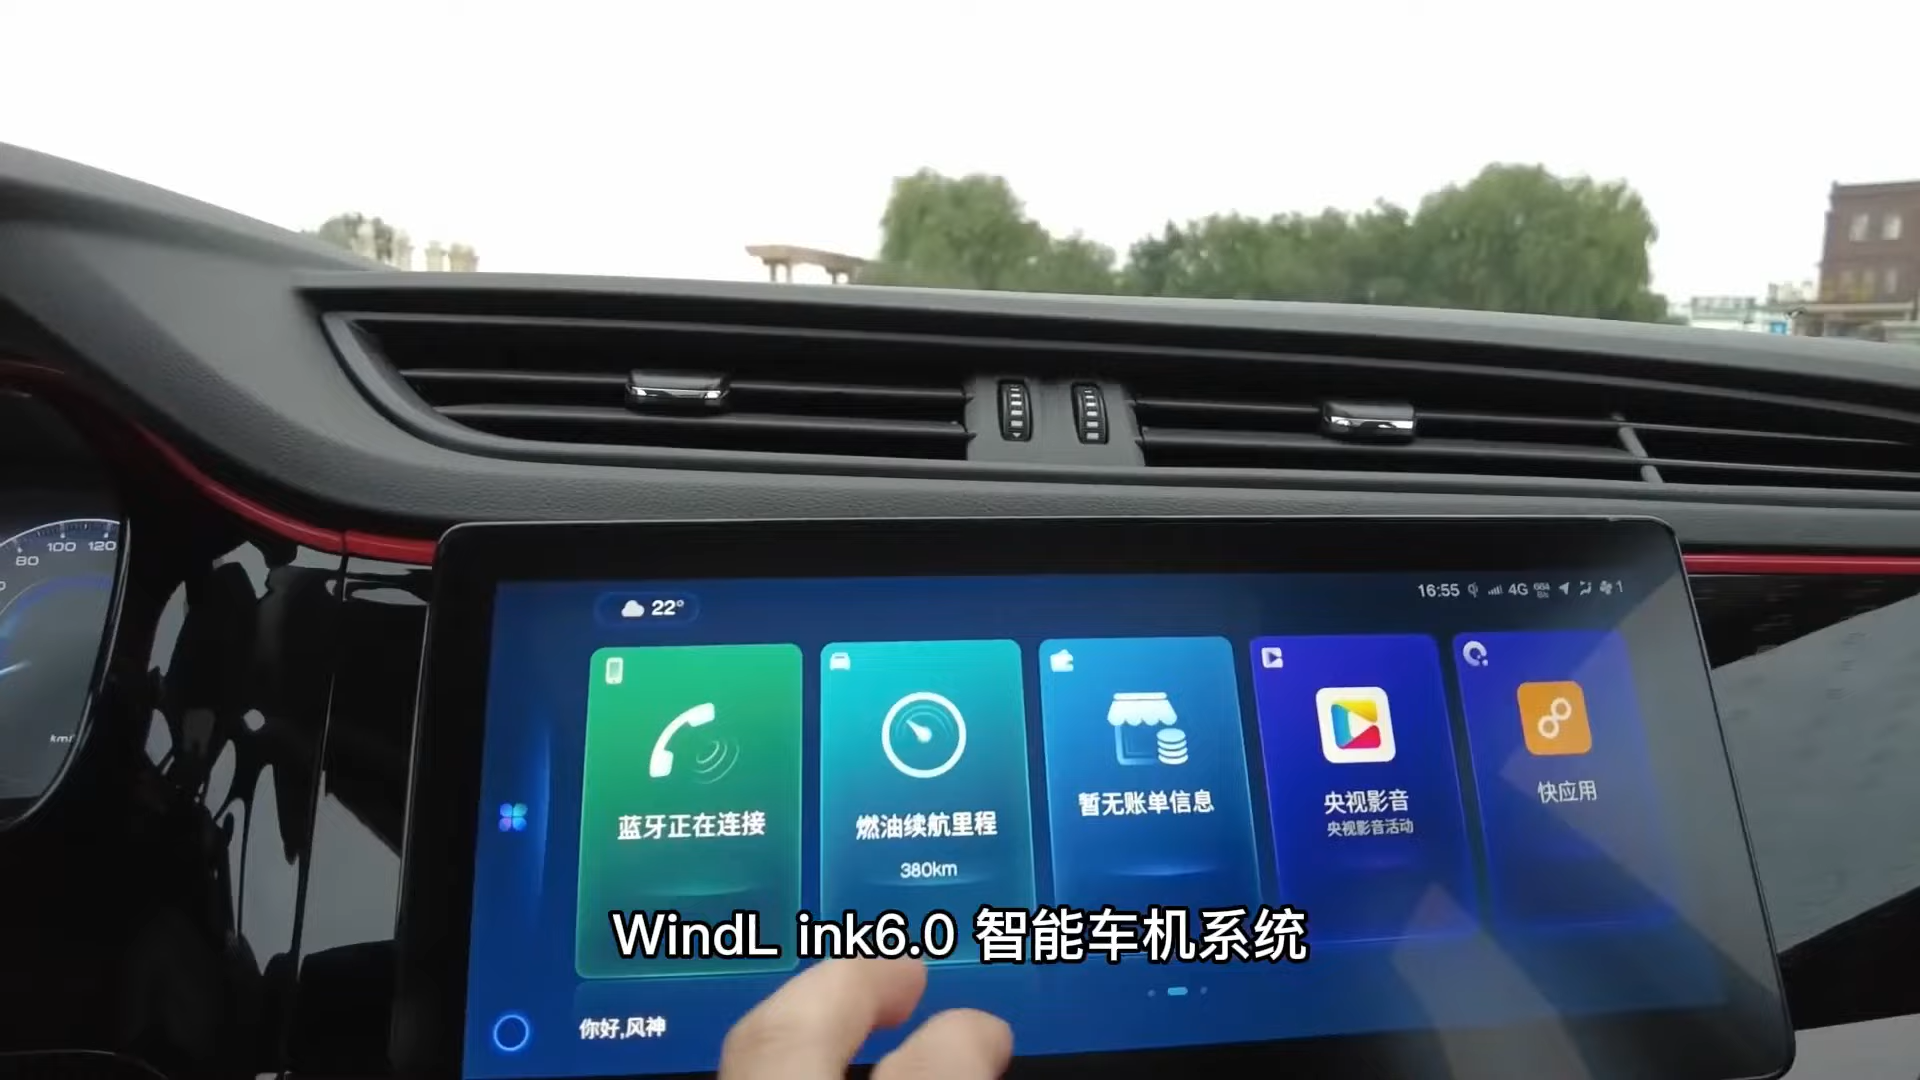 22°
16:55 4G 1
80 100 120
km/
蓝牙正在连接
燃油续航里程
380km
暂无账单信息
央视影音
央视影音活动
快应用
WindL ink6.0 智能车机系统
你好,风神